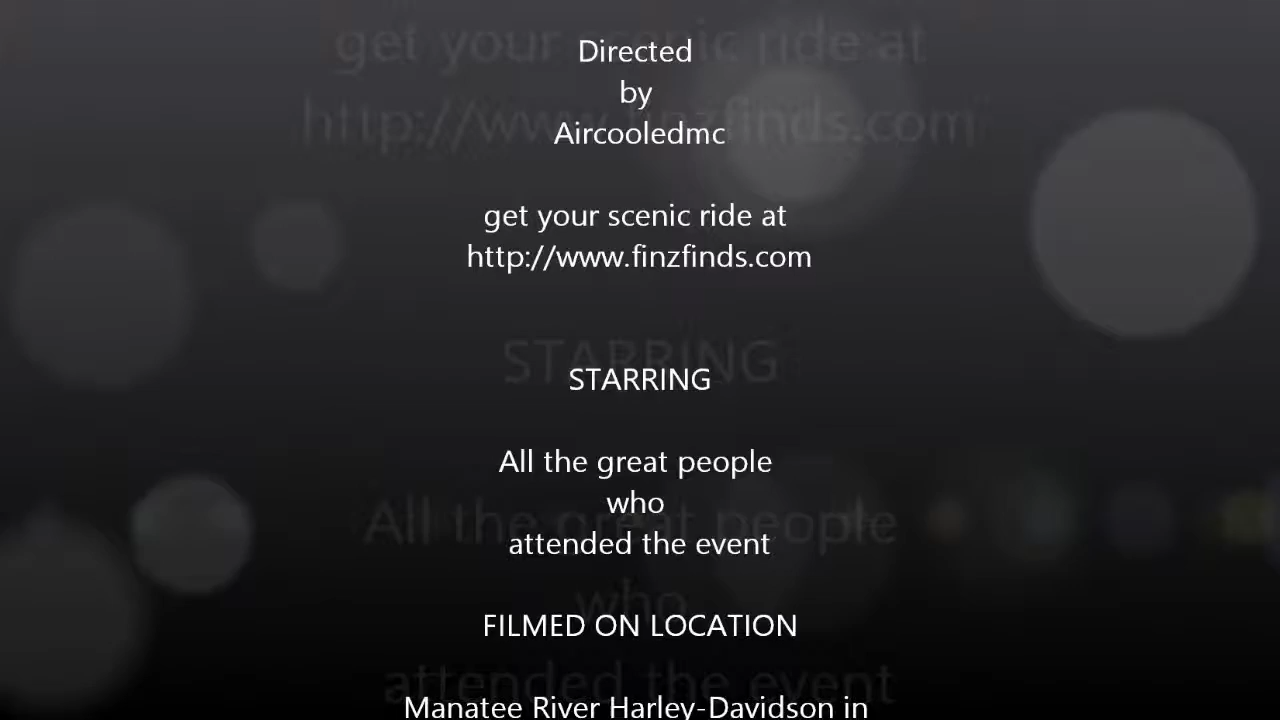 Directed
by
Aircooledmc
get your scenic ride at
http://www.finzfinds.com
STARRING
All the great people
who
attended the event
FILMED ON LOCATION
Manatee River Harley-Davidson in